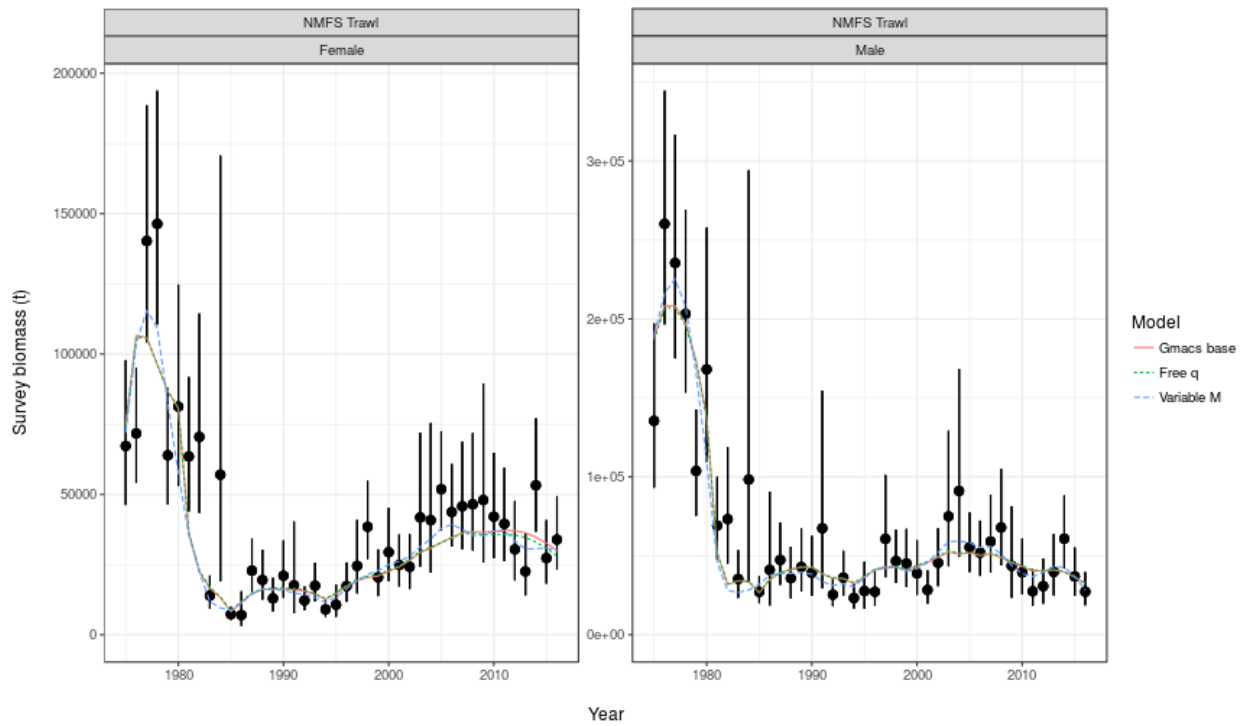 NMFS Trawl
Female
NMFS Trawl
Male
Survey biomass (t)
200000
150000
100000
50000
0
3e+05
2e+05
1e+05
0e+00
1980
1990
2000
2010
1980
1990
2000
2010
Year
Model
Gmacs base
Free q
Variable M